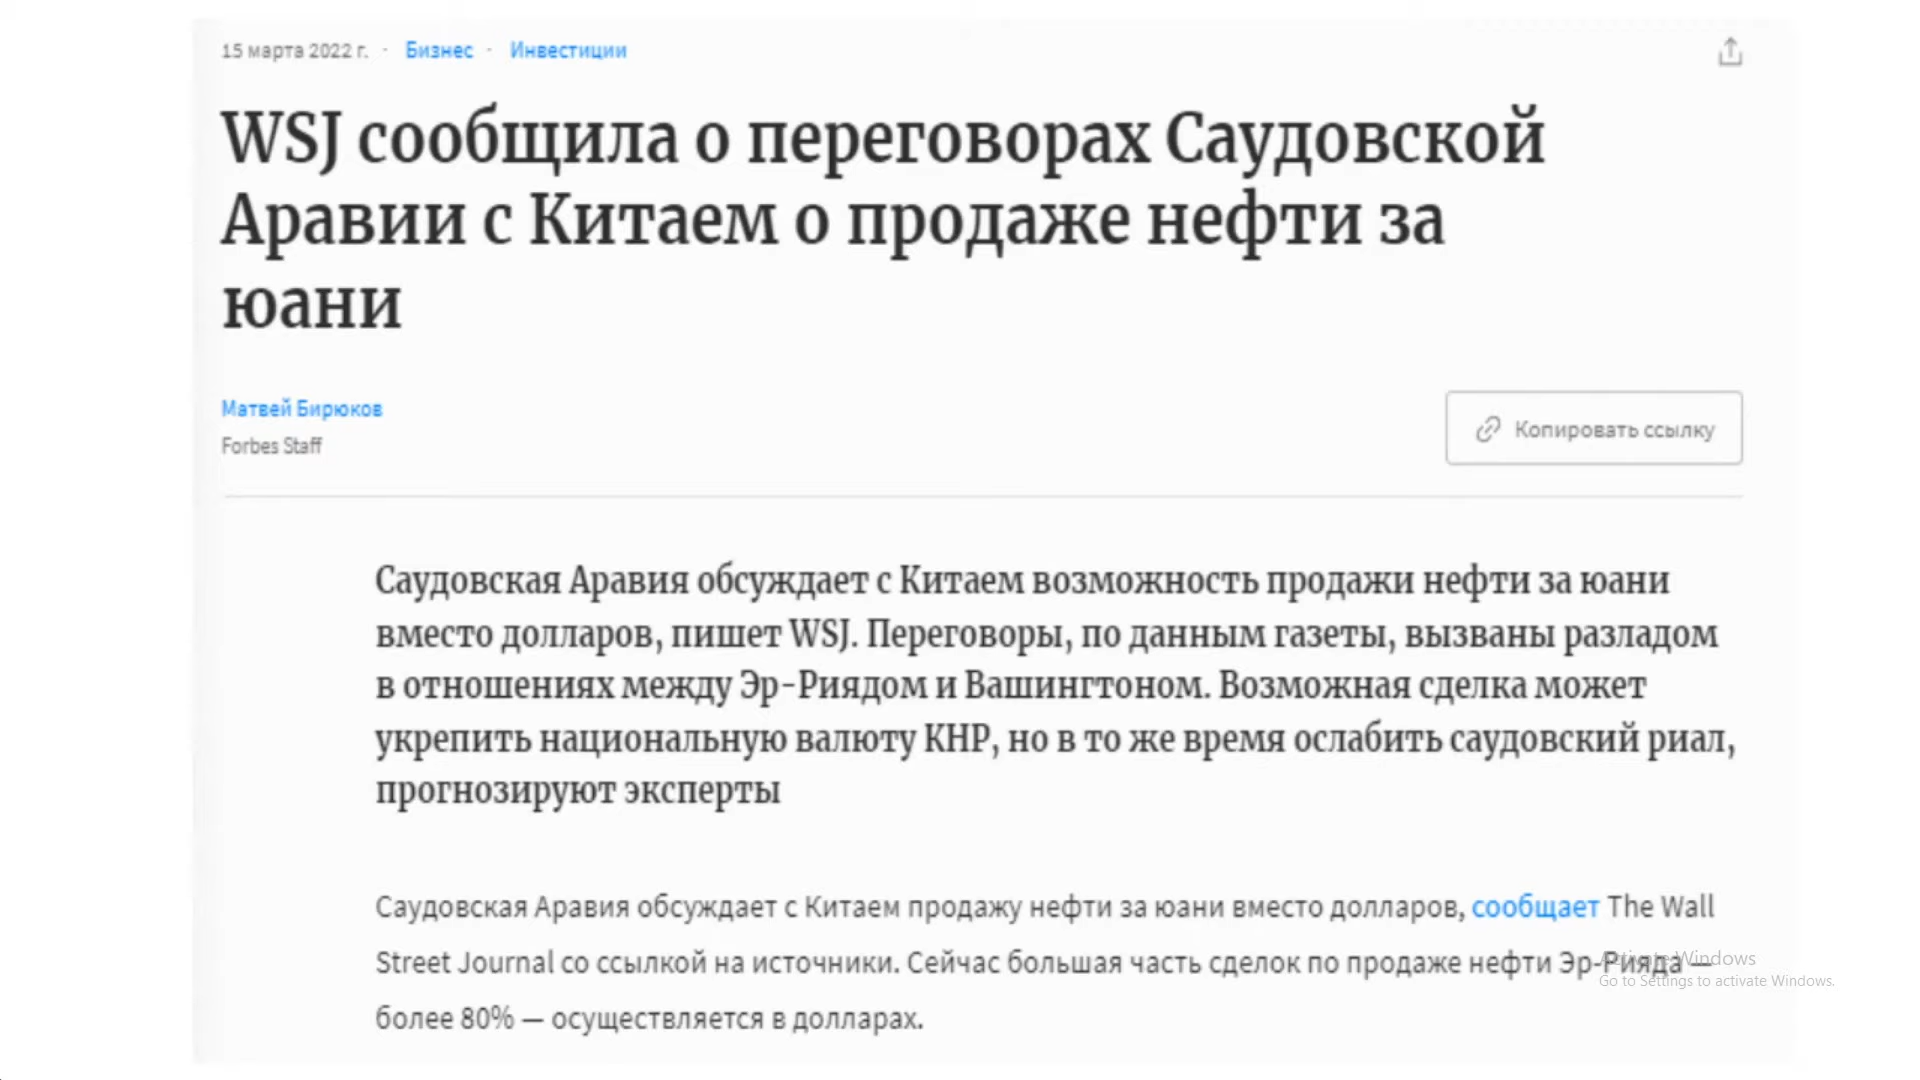 15 марта 2022 г. · Бизнес · Инвестиции
WSJ сообщила о переговорах Саудовской
Аравии с Китаем о продаже нефти за
юани
Матвей Бирюков
Forbes Staff
Копировать ссылку
Саудовская Аравия обсуждает с Китаем возможность продажи нефти за юани
вместо долларов, пишет WSJ. Переговоры, по данным газеты, вызваны разладом
в отношениях между Эр-Риядом и Вашингтоном. Возможная сделка может
укрепить национальную валюту КНР, но в то же время ослабить саудовский риал,
прогнозируют эксперты
Саудовская Аравия обсуждает с Китаем продажу нефти за юани вместо долларов, сообщает The Wall
Street Journal со ссылкой на источники. Сейчас большая часть сделок по продаже нефти Эр-Рияда —
более 80% — осуществляется в долларах.
Activate Windows
Go to Settings to activate Windows.